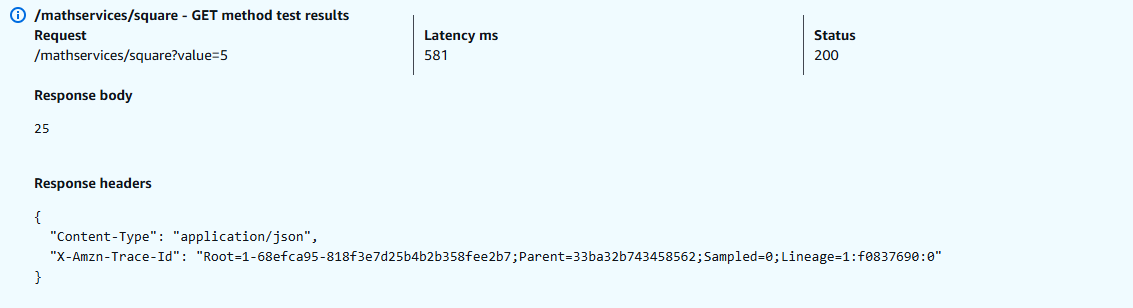 /mathservices/square - GET method test results
Request
/mathservices/square?value=5
Latency ms
581
Status
200
Response body
25
Response headers
{
"Content-Type": "application/json",
"X-Amzn-Trace-Id": "Root=1-68efca95-818f3e7d25b4b2b358fee2b7;Parent=33ba32b743458562;Sampled=0;Lineage=1:f0837690:0"
}